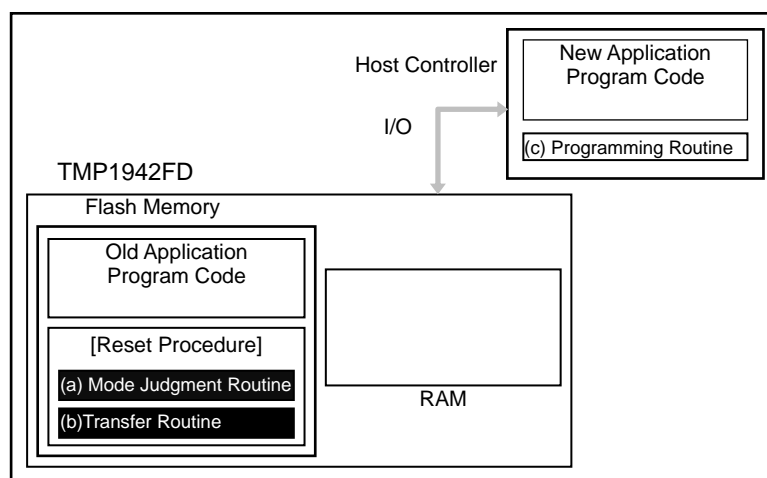 Host Controller
New Application
Program Code
I/O
(c) Programming Routine
TMP1942FD
Flash Memory
Old Application
Program Code
[Reset Procedure]
(a) Mode Judgment Routine
(b)Transfer Routine
RAM